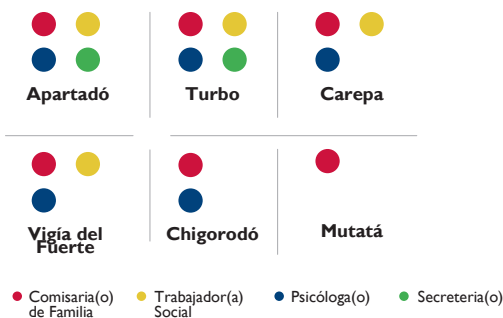 Apartadó
Turbo
Carepa
Vigía del
Fuerte
Chigorodó
Mutatá
Comisaria(o)
de Familia
Trabajador(a)
Social
Psicóloga(o)
Secreteria(o)